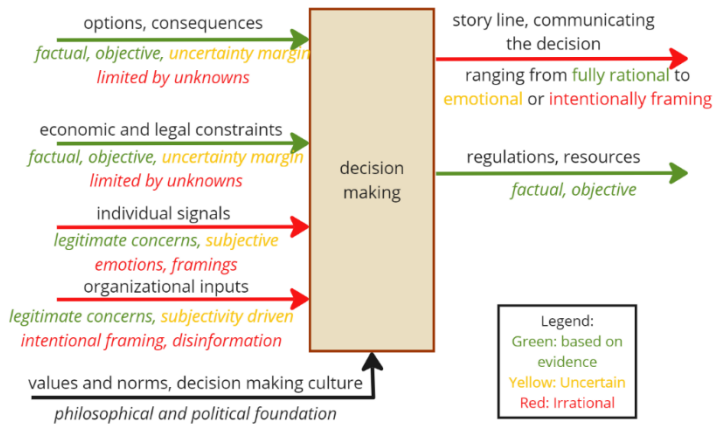 options, consequences
factual, objective, uncertainty margin
limited by unknowns
economic and legal constraints
factual, objective, uncertainty margin
limited by unknowns
individual signals
legitimate concerns, subjective
emotions, framings
organizational inputs
legitimate concerns, subjectivity driven
intentional framing, disinformation
values and norms, decision making culture
philosophical and political foundation
decision
making
story line, communicating
the decision
ranging from fully rational to
emotional or intentionally framing
regulations, resources
factual, objective
Legend:
Green: based on
evidence
Yellow: Uncertain
Red: Irrational